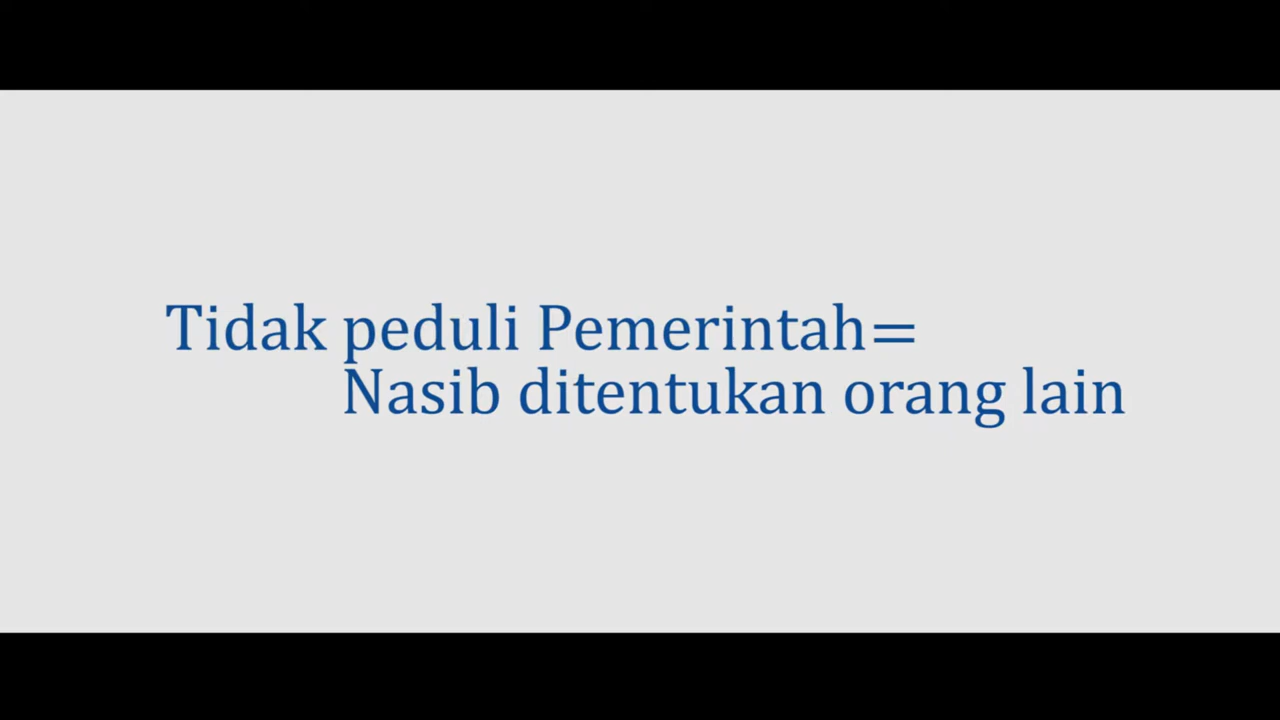 Tidak peduli Pemerintah=
Nasib ditentukan orang lain